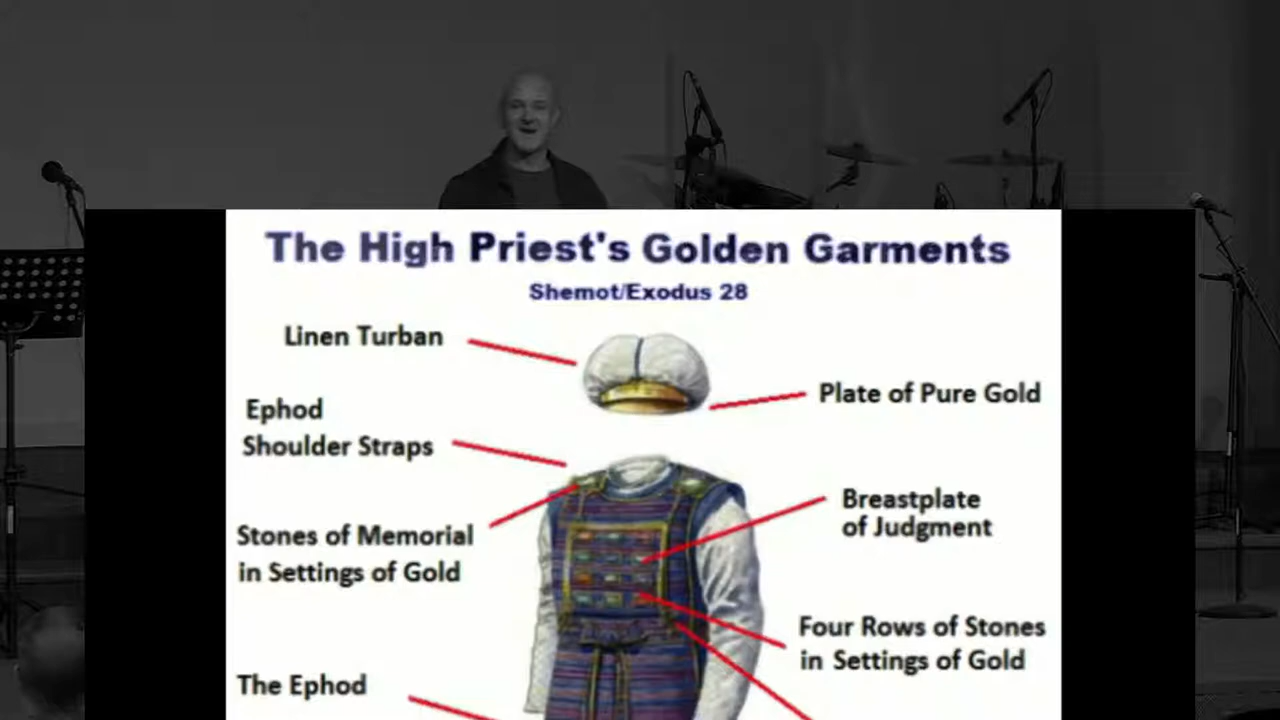 The High Priest's Golden Garments
Shemot/Exodus 28
Linen Turban
Plate of Pure Gold
Ephod
Shoulder Straps
Breastplate
of Judgment
Stones of Memorial
in Settings of Gold
Four Rows of Stones
in Settings of Gold
The Ephod